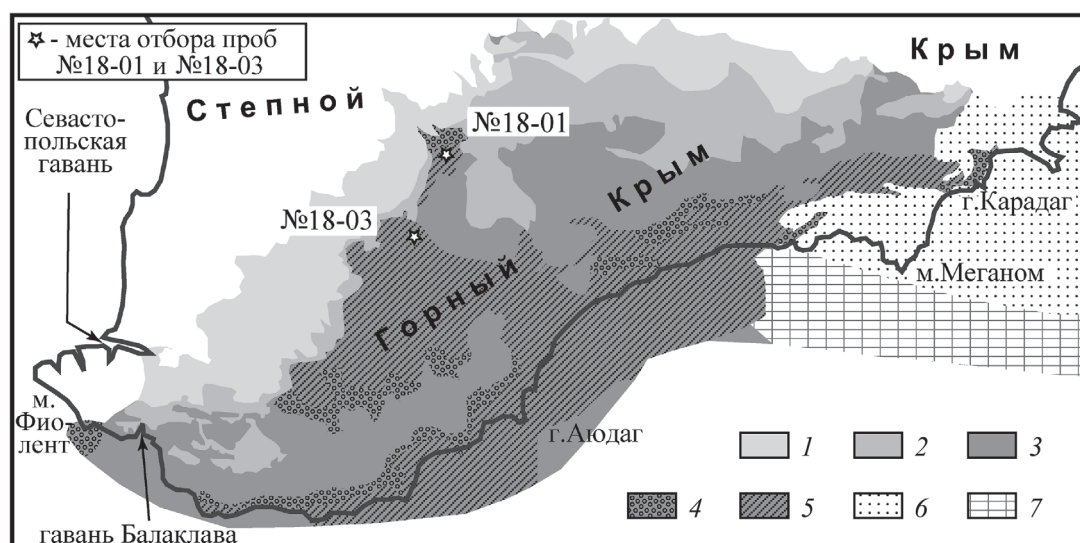 ☆ - места отбора проб
№18-01 и №18-03
Степной
Крым
Севасто-
польская
гавань
№18-01
№18-03
Горный Крым
г.Карадаг
м.Меганом
м.
Фио-
лент
г.Аюдаг
гавань Балаклава
1 2 3
4 5 6 7